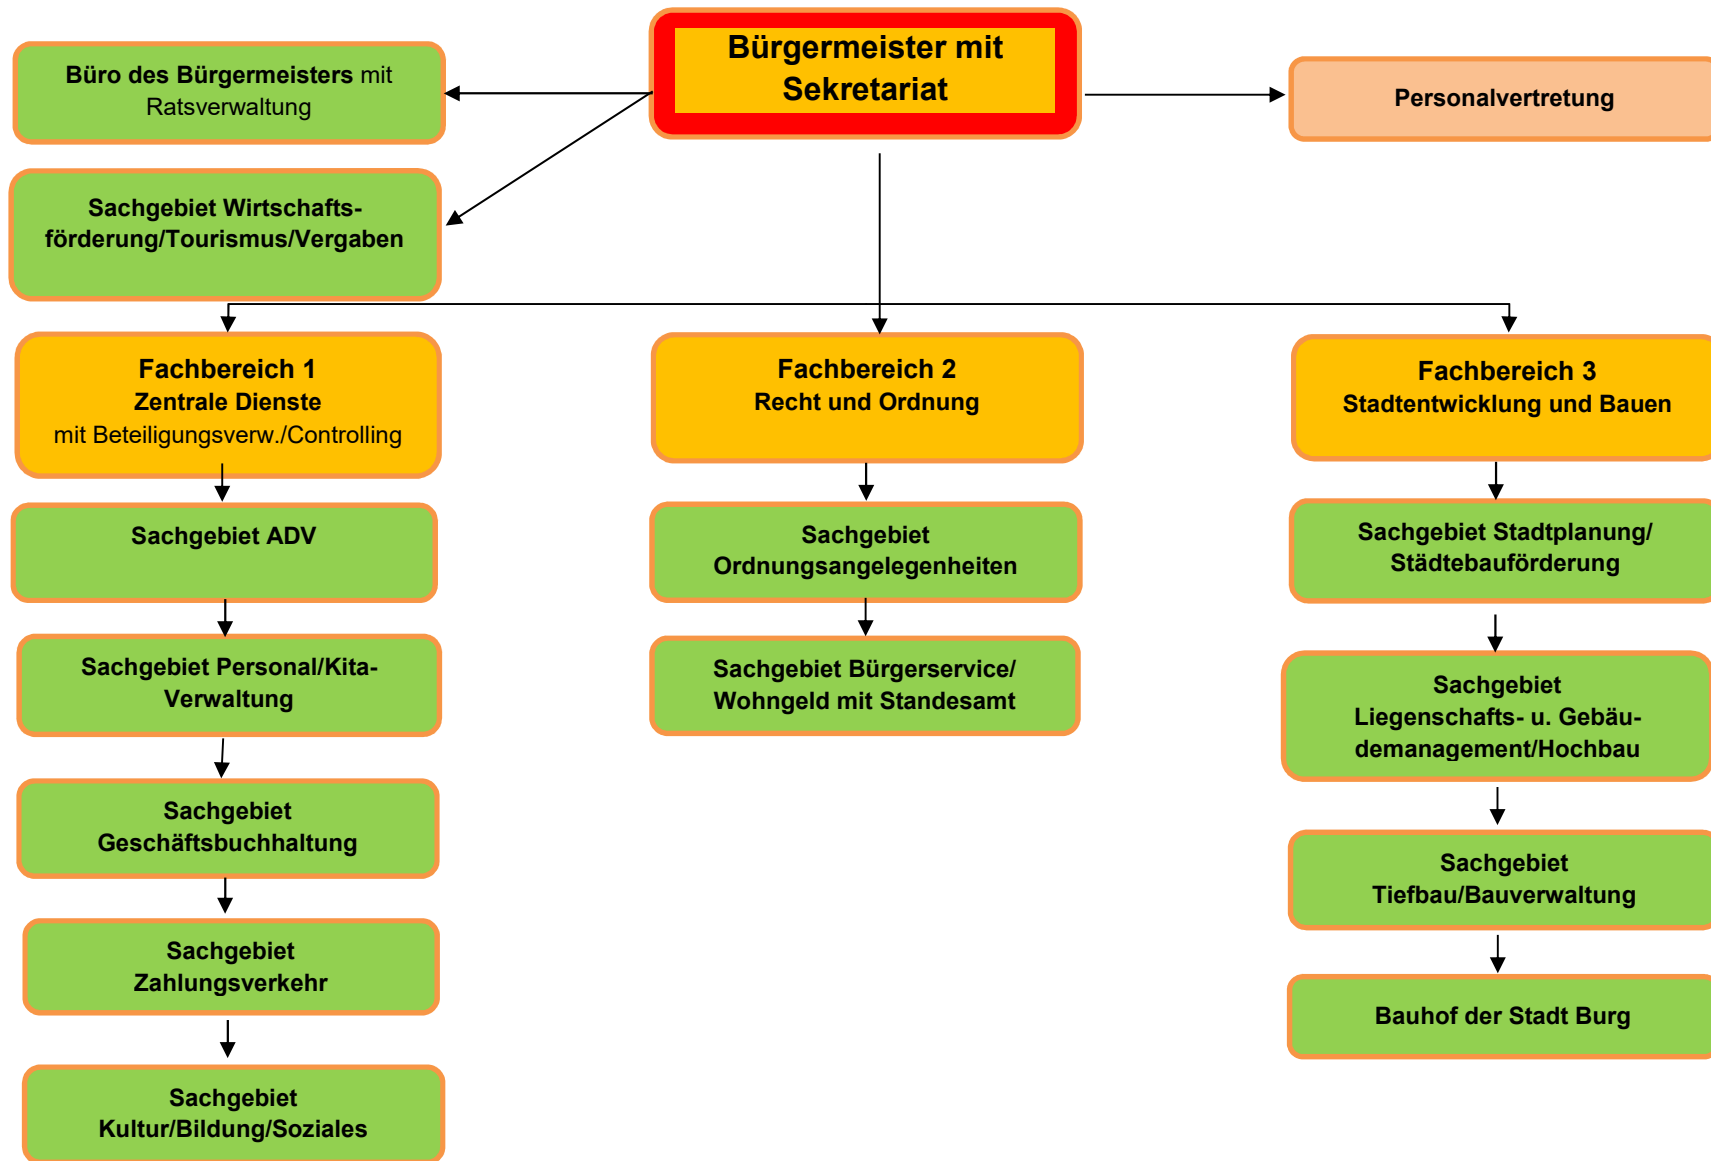 Bürgermeister mit
Sekretariat
Büro des Bürgermeisters mit
Ratsverwaltung
Personalvertretung
Sachgebiet Wirtschafts-
förderung/Tourismus/Vergaben
Fachbereich 1
Zentrale Dienste
mit Beteiligungsverw./Controlling
Fachbereich 2
Recht und Ordnung
Fachbereich 3
Stadtentwicklung und Bauen
Sachgebiet ADV
Sachgebiet
Ordnungsangelegenheiten
Sachgebiet Stadtplanung/
Städtebauförderung
Sachgebiet Personal/Kita-
Verwaltung
Sachgebiet Bürgerservice/
Wohngeld mit Standesamt
Sachgebiet
Liegenschafts- u. Gebäu-
demanagement/Hochbau
Sachgebiet
Geschäftsbuchhaltung
Sachgebiet
Tiefbau/Bauverwaltung
Sachgebiet
Zahlungsverkehr
Bauhof der Stadt Burg
Sachgebiet
Kultur/Bildung/Soziales